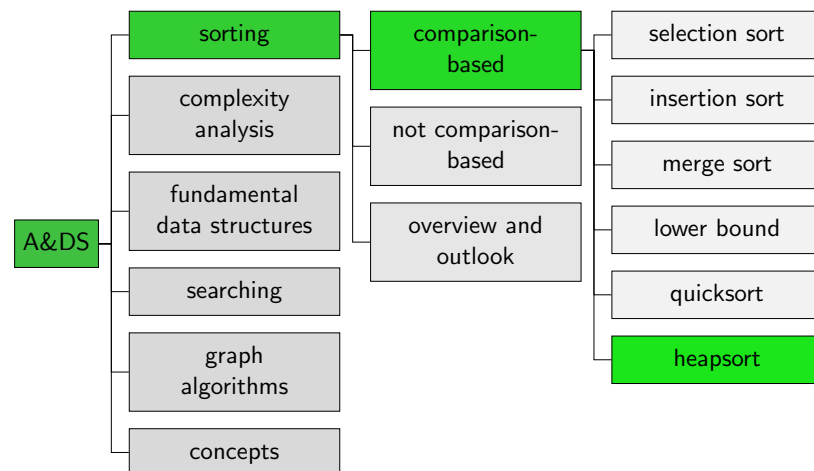 A&DS
sorting
complexity
analysis
fundamental
data structures
searching
graph
algorithms
concepts
comparison-
based
not comparison-
based
overview and
outlook
selection sort
insertion sort
merge sort
lower bound
quicksort
heapsort